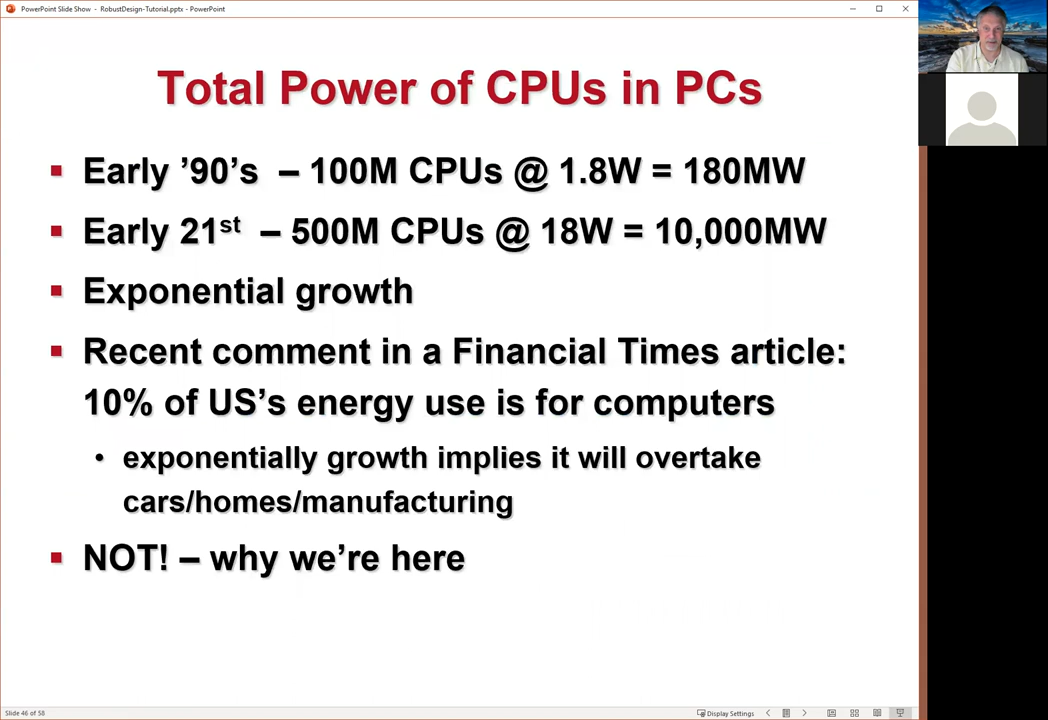 PowerPoint Slide Show - RobustDesign-Tutorial.pptx - PowerPoint
Total Power of CPUs in PCs
Early ’90’s – 100M CPUs @ 1.8W = 180MW
Early 21st – 500M CPUs @ 18W = 10,000MW
Exponential growth
Recent comment in a Financial Times article:
10% of US’s energy use is for computers
exponentially growth implies it will overtake
cars/homes/manufacturing
NOT! – why we’re here
Slide 46 of 58
Display Settings